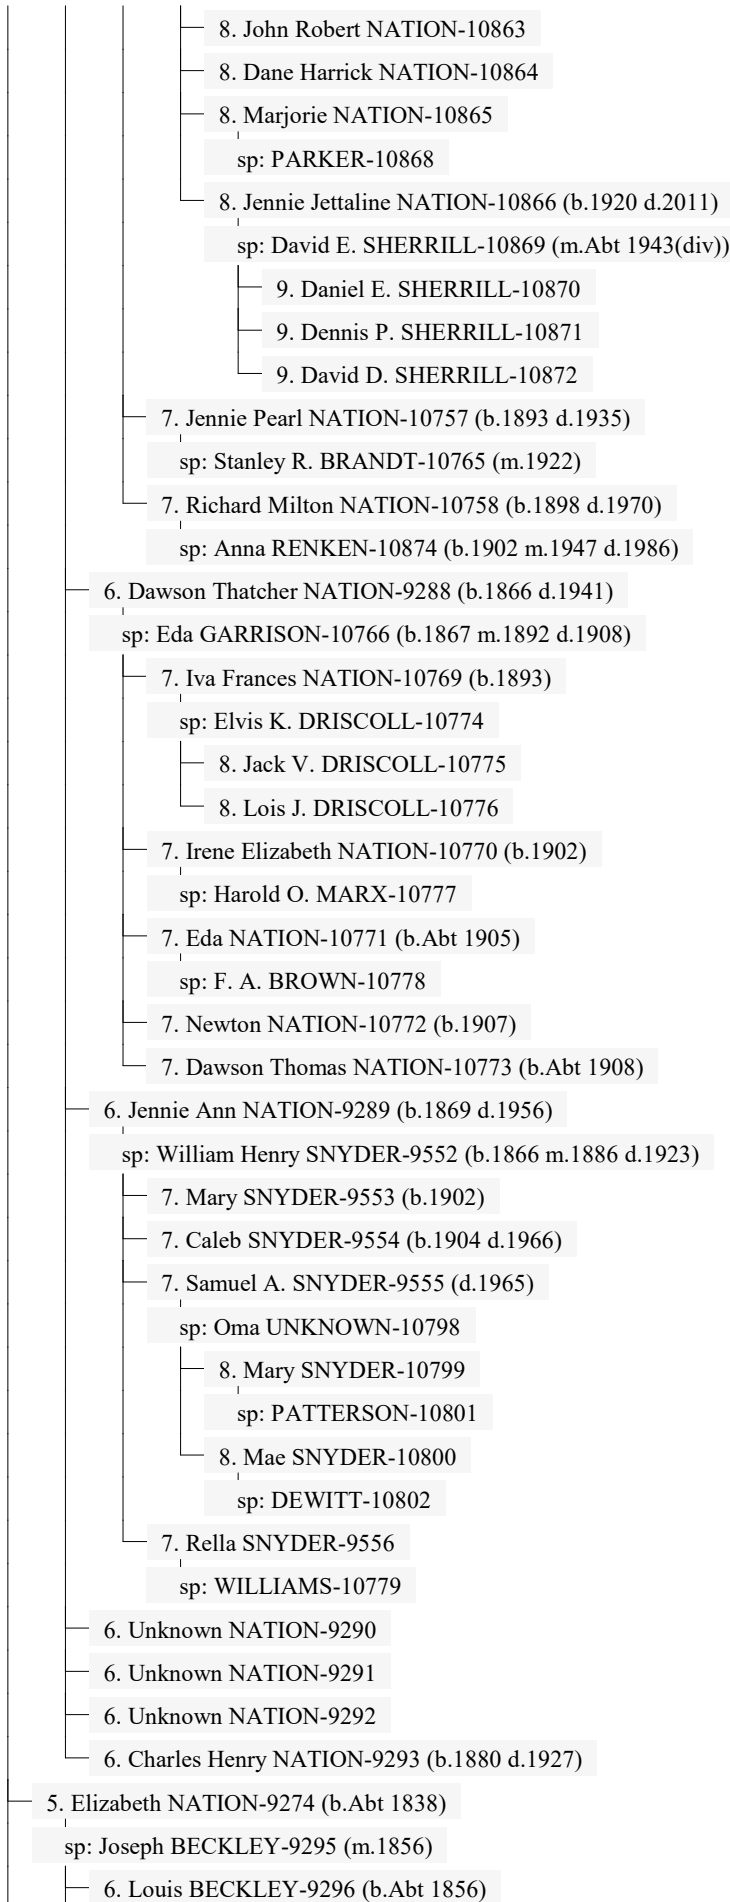 8. John Robert NATION-10863
8. Dane Harrick NATION-10864
8. Marjorie NATION-10865
sp: PARKER-10868
8. Jennie Jettaline NATION-10866 (b.1920 d.2011)
sp: David E. SHERRILL-10869 (m.Abt 1943(div))
9. Daniel E. SHERRILL-10870
9. Dennis P. SHERRILL-10871
9. David D. SHERRILL-10872
7. Jennie Pearl NATION-10757 (b.1893 d.1935)
sp: Stanley R. BRANDT-10765 (m.1922)
7. Richard Milton NATION-10758 (b.1898 d.1970)
sp: Anna RENKEN-10874 (b.1902 m.1947 d.1986)
6. Dawson Thatcher NATION-9288 (b.1866 d.1941)
sp: Eda GARRISON-10766 (b.1867 m.1892 d.1908)
7. Iva Frances NATION-10769 (b.1893)
sp: Elvis K. DRISCOLL-10774
8. Jack V. DRISCOLL-10775
8. Lois J. DRISCOLL-10776
7. Irene Elizabeth NATION-10770 (b.1902)
sp: Harold O. MARX-10777
7. Eda NATION-10771 (b.Abt 1905)
sp: F. A. BROWN-10778
7. Newton NATION-10772 (b.1907)
7. Dawson Thomas NATION-10773 (b.Abt 1908)
6. Jennie Ann NATION-9289 (b.1869 d.1956)
sp: William Henry SNYDER-9552 (b.1866 m.1886 d.1923)
7. Mary SNYDER-9553 (b.1902)
7. Caleb SNYDER-9554 (b.1904 d.1966)
7. Samuel A. SNYDER-9555 (d.1965)
sp: Oma UNKNOWN-10798
8. Mary SNYDER-10799
sp: PATTERSON-10801
8. Mae SNYDER-10800
sp: DEWITT-10802
7. Rella SNYDER-9556
sp: WILLIAMS-10779
6. Unknown NATION-9290
6. Unknown NATION-9291
6. Unknown NATION-9292
6. Charles Henry NATION-9293 (b.1880 d.1927)
5. Elizabeth NATION-9274 (b.Abt 1838)
sp: Joseph BECKLEY-9295 (m.1856)
6. Louis BECKLEY-9296 (b.Abt 1856)